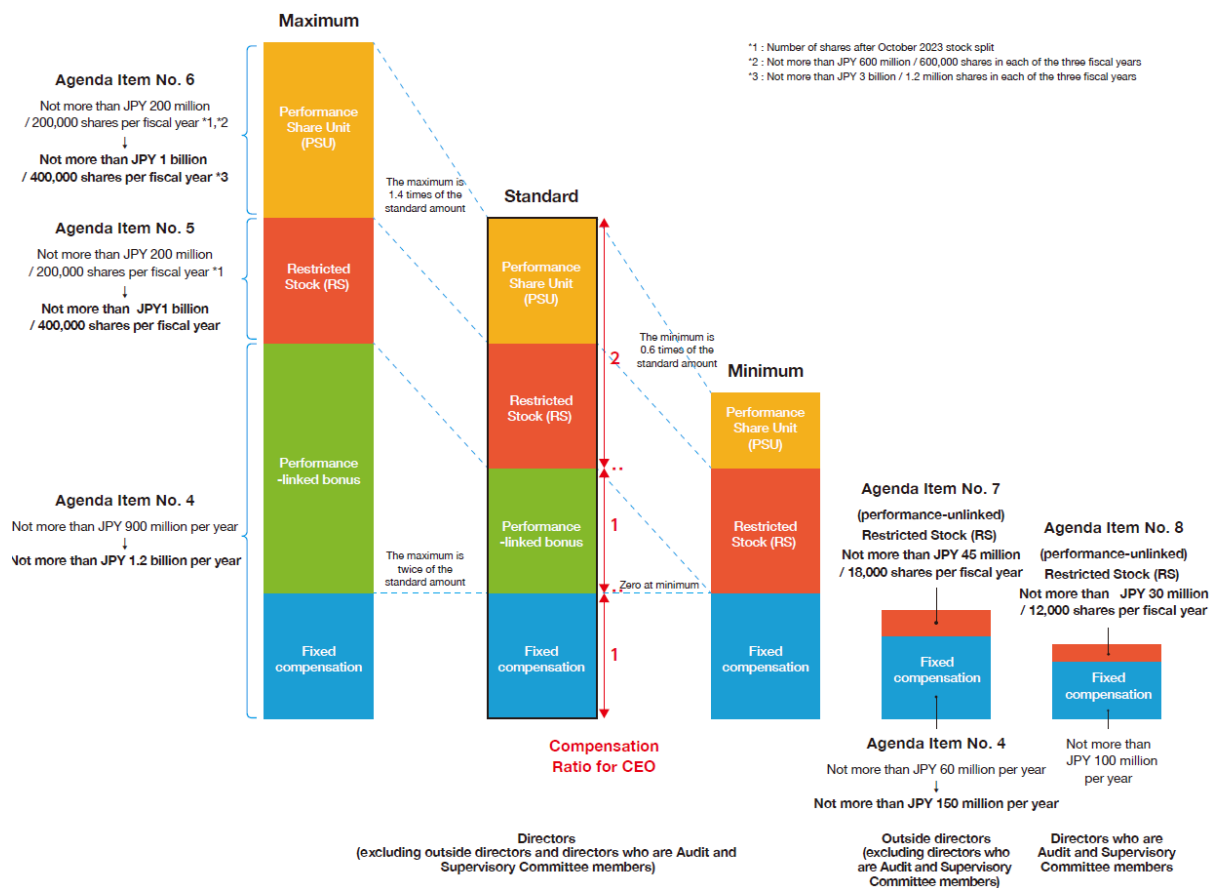 Maximum
*1 : Number of shares after October 2023 stock split
*2 : Not more than JPY 600 million / 600,000 shares in each of the three fiscal years
*3 : Not more than JPY 3 billion / 1.2 million shares in each of the three fiscal years
Agenda Item No. 6
Not more than JPY 200 million
/ 200,000 shares per fiscal year *1,*2
↓
Not more than JPY 1 billion
/ 400,000 shares per fiscal year *3
Performance
Share Unit
(PSU)
The maximum is
1.4 times of the
standard amount
Agenda Item No. 5
Not more than JPY 200 million
/ 200,000 shares per fiscal year *1
↓
Not more than JPY1 billion
/ 400,000 shares per fiscal year
Restricted
Stock (RS)
Agenda Item No. 4
Not more than JPY 900 million per year
↓
Not more than JPY 1.2 billion per year
Performance
-linked bonus
The maximum is
twice of the
standard amount
Fixed
compensation
Standard
Performance
Share Unit
(PSU)
Restricted
Stock (RS)
Performance
-linked bonus
Fixed
compensation
2
:
1
:
1
Compensation
Ratio for CEO
The minimum is
0.6 times of the
standard amount
Zero at minimum
Minimum
Performance
Share Unit
(PSU)
Restricted
Stock (RS)
Fixed
compensation
Directors
(excluding outside directors and directors who are Audit and
Supervisory Committee members)
Agenda Item No. 7
(performance-unlinked)
Restricted Stock (RS)
Not more than JPY 45 million
/ 18,000 shares per fiscal year
Fixed
compensation
Agenda Item No. 4
Not more than JPY 60 million per year
↓
Not more than JPY 150 million per year
Outside directors
(excluding directors who
are Audit and Supervisory
Committee members)
Agenda Item No. 8
(performance-unlinked)
Restricted Stock (RS)
Not more than JPY 30 million
/ 12,000 shares per fiscal year
Fixed
compensation
Not more than
JPY 100 million
per year
Directors who are
Audit and Supervisory
Committee members